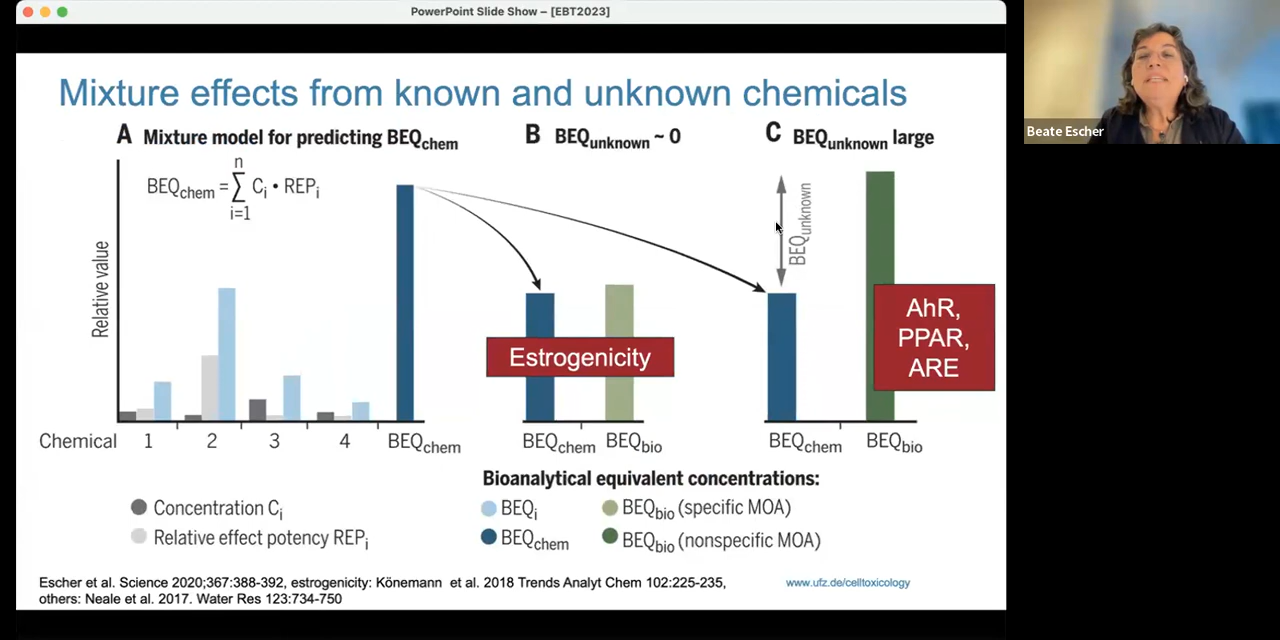 PowerPoint Slide Show – [EBT2023]
Mixture effects from known and unknown chemicals
A Mixture model for predicting BEQchem
BEQchem = n ∑ i=1 Ci • REPi
Relative value
Chemical 1 2 3 4 BEQchem
B BEQunknown ~ 0
Estrogenicity
BEQchem BEQbio
C BEQunknown large
BEQunknown
AhR,
PPAR,
ARE
BEQchem BEQbio
Concentration Ci
Relative effect potency REPi
Bioanalytical equivalent concentrations:
BEQi
BEQchem
BEQbio (specific MOA)
BEQbio (nonspecific MOA)
Escher et al. Science 2020;367:388-392, estrogenicity: Könemann et al. 2018 Trends Analyt Chem 102:225-235,
others: Neale et al. 2017. Water Res 123:734-750
www.ufz.de/celltoxicology
Beate Escher